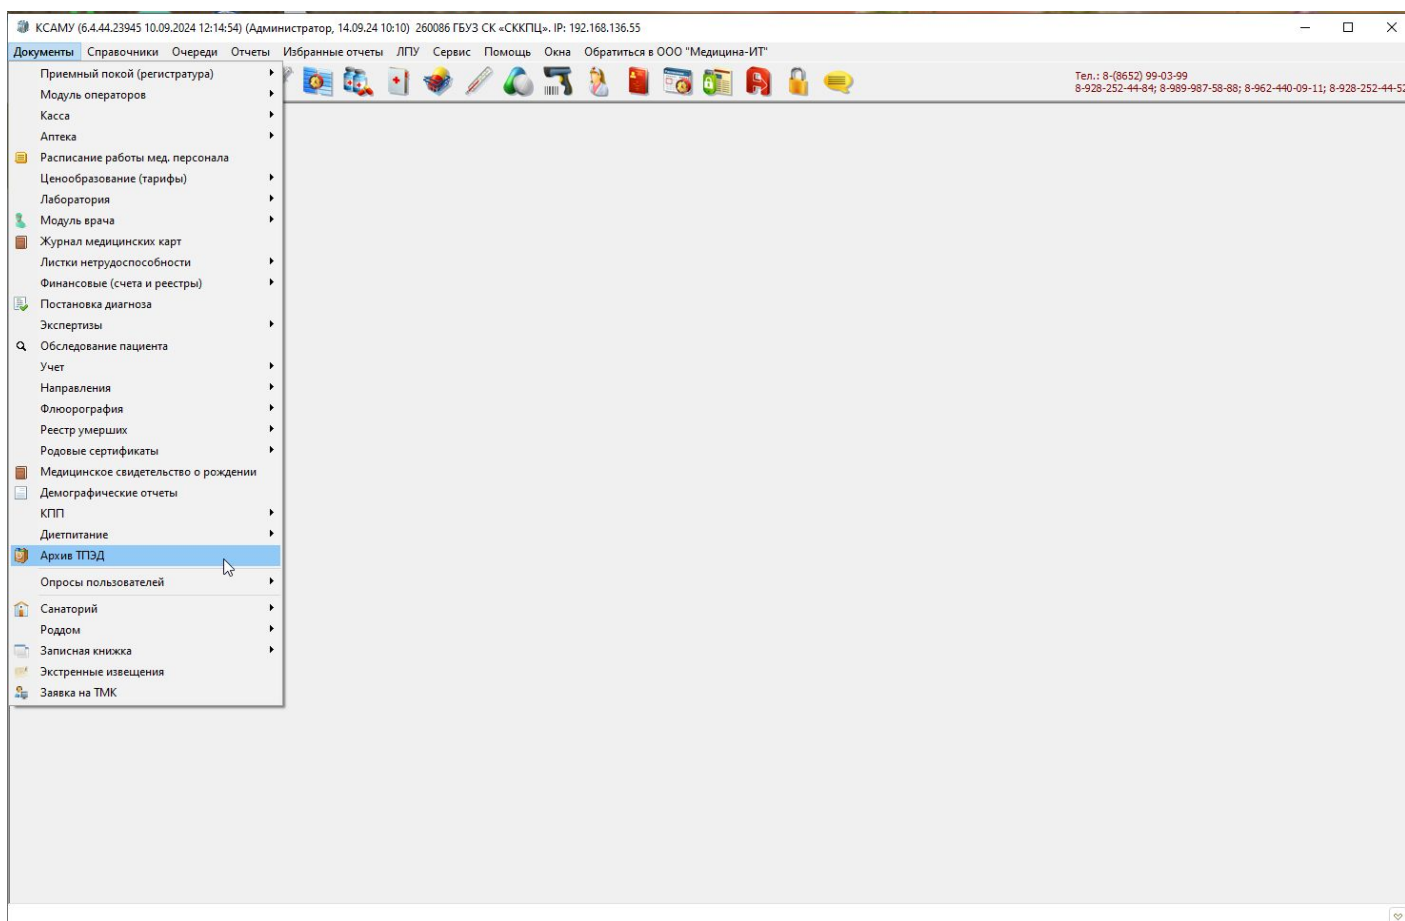 КСАМУ (6.4.44.23945 10.09.2024 12:14:54) (Администратор, 14.09.24 10:10) 260086 ГБУЗ СК «СККПЦ». IP: 192.168.136.55
Документы Справочники Очереди Отчеты Избранные отчеты ЛПУ Сервис Помощь Окна Обратиться в ООО "Медицина-ИТ"
Тел.: 8-(8652) 99-03-99
8-928-252-44-84; 8-989-987-58-88; 8-962-440-09-11; 8-928-252-44-52
Приемный покой (регистратура)
Модуль операторов
Касса
Аптека
Расписание работы мед. персонала
Ценообразование (тарифы)
Лаборатория
Модуль врача
Журнал медицинских карт
Листки нетрудоспособности
Финансовые (счета и реестры)
Постановка диагноза
Экспертизы
Обследование пациента
Учет
Направления
Флюорография
Реестр умерших
Родовые сертификаты
Медицинское свидетельство о рождении
Демографические отчеты
КПП
Диетпитание
Архив ТПЭД
Опросы пользователей
Санаторий
Роддом
Записная книжка
Экстренные извещения
Заявка на ТМК